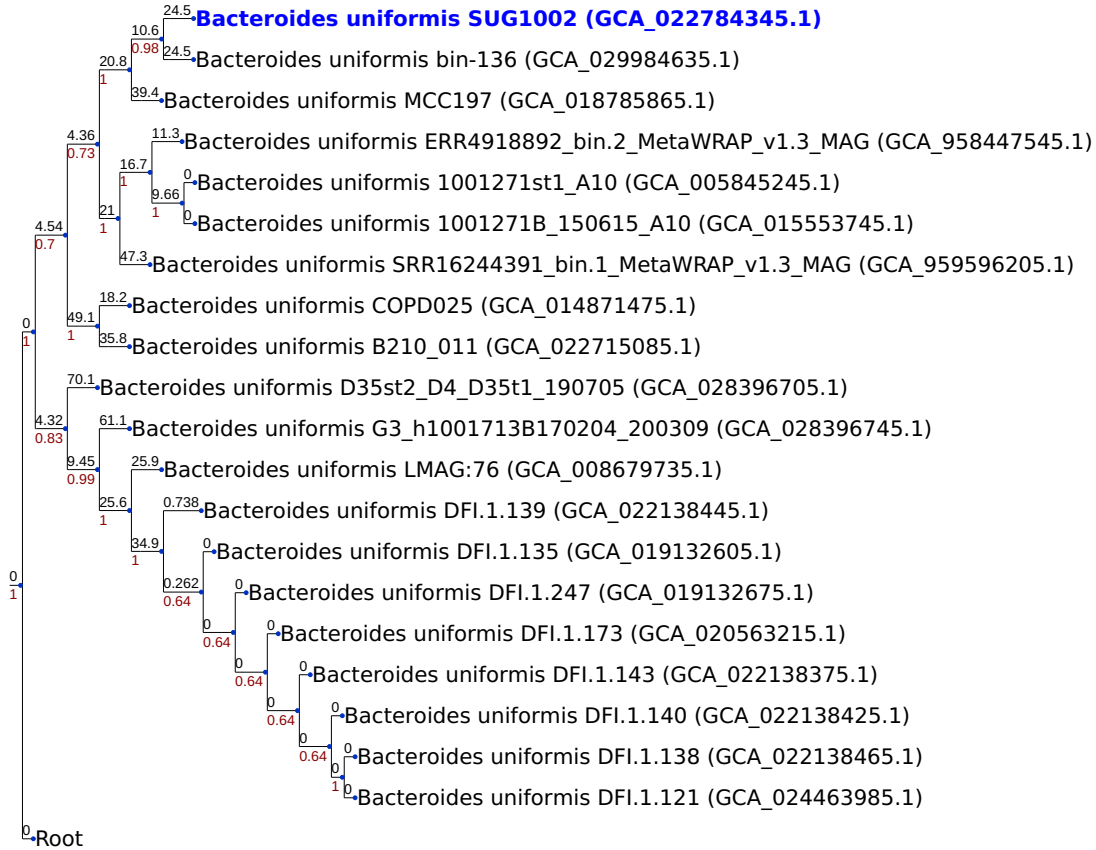 24.5
Bacteroides uniformis SUG1002 (GCA_022784345.1)
10.6
0.98
24.5
Bacteroides uniformis bin-136 (GCA_029984635.1)
20.8
1
39.4
Bacteroides uniformis MCC197 (GCA_018785865.1)
4.36
0.73
11.3
Bacteroides uniformis ERR4918892_bin.2_MetaWRAP_v1.3_MAG (GCA_958447545.1)
16.7
1
0
Bacteroides uniformis 1001271st1_A10 (GCA_005845245.1)
9.66
1
0
Bacteroides uniformis 1001271B_150615_A10 (GCA_015553745.1)
21
1
47.3
Bacteroides uniformis SRR16244391_bin.1_MetaWRAP_v1.3_MAG (GCA_959596205.1)
4.54
0.7
18.2
Bacteroides uniformis COPD025 (GCA_014871475.1)
49.1
1
35.8
Bacteroides uniformis B210_011 (GCA_022715085.1)
0
1
70.1
Bacteroides uniformis D35st2_D4_D35t1_190705 (GCA_028396705.1)
4.32
0.83
61.1
Bacteroides uniformis G3_h1001713B170204_200309 (GCA_028396745.1)
9.45
0.99
25.9
Bacteroides uniformis LMAG:76 (GCA_008679735.1)
25.6
1
0.738
Bacteroides uniformis DFI.1.139 (GCA_022138445.1)
34.9
1
0
Bacteroides uniformis DFI.1.135 (GCA_019132605.1)
0.262
0.64
0
Bacteroides uniformis DFI.1.247 (GCA_019132675.1)
0
0.64
0
Bacteroides uniformis DFI.1.173 (GCA_020563215.1)
0
0.64
0
Bacteroides uniformis DFI.1.143 (GCA_022138375.1)
0
0.64
0
Bacteroides uniformis DFI.1.140 (GCA_022138425.1)
0
0.64
0
Bacteroides uniformis DFI.1.138 (GCA_022138465.1)
0
1
0
Bacteroides uniformis DFI.1.121 (GCA_024463985.1)
0
1
0
Root